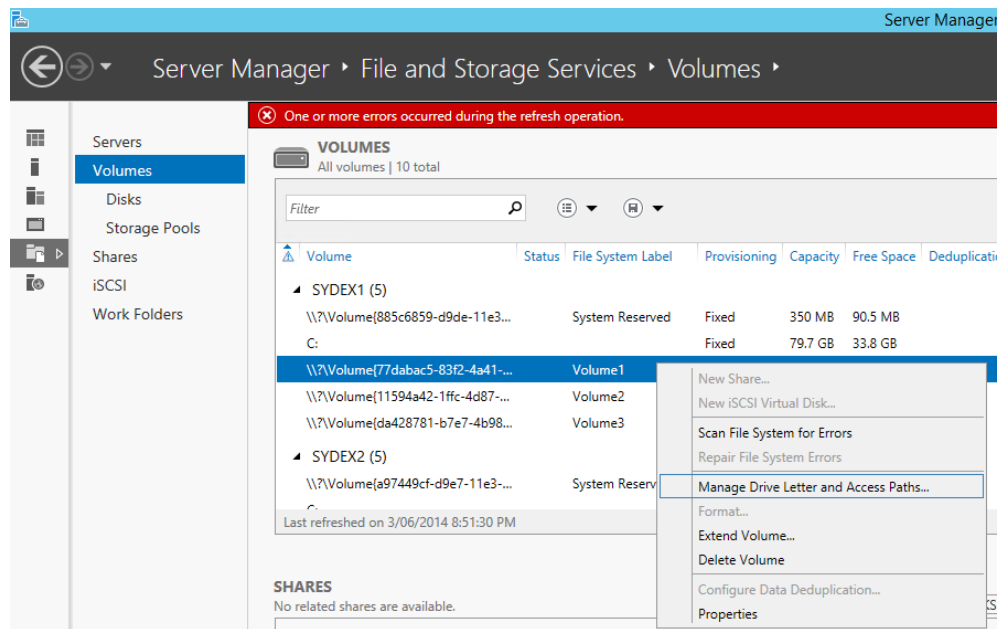 Server Manager
Server Manager ‣ File and Storage Services ‣ Volumes ‣
One or more errors occurred during the refresh operation.
Servers
Volumes
Disks
Storage Pools
Shares
iSCSI
Work Folders
VOLUMES
All volumes | 10 total
Filter
Volume Status File System Label Provisioning Capacity Free Space Deduplicati
SYDEX1 (5)
\\?\Volume{885c6859-d9de-11e3... System Reserved Fixed 350 MB 90.5 MB
C: Fixed 79.7 GB 33.8 GB
\\?\Volume{77dabac5-83f2-4a41-... Volume1
\\?\Volume{11594a42-1ffc-4d87-... Volume2
\\?\Volume{da428781-b7e7-4b98... Volume3
SYDEX2 (5)
\\?\Volume{a97449cf-d9e7-11e3-... System Reserv
Last refreshed on 3/06/2014 8:51:30 PM
New Share...
New iSCSI Virtual Disk...
Scan File System for Errors
Repair File System Errors
Manage Drive Letter and Access Paths...
Format...
Extend Volume...
Delete Volume
Configure Data Deduplication...
Properties
SHARES
No related shares are available.